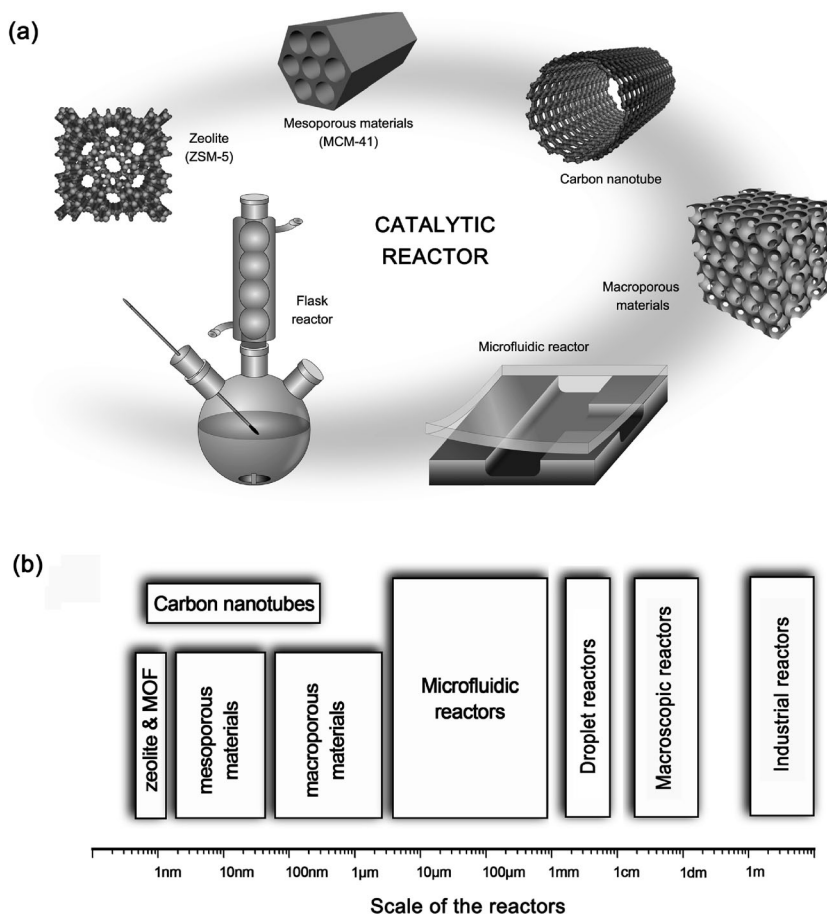 (a)
Mesoporous materials
(MCM-41)
Zeolite
(ZSM-5)
Carbon nanotube
CATALYTIC
REACTOR
Macroporous
materials
Flask
reactor
Microfluidic reactor
(b)
Carbon nanotubes
zeolite & MOF
mesoporous
materials
macroporous
materials
Microfluidic
reactors
Droplet reactors
Macroscopic reactors
Industrial reactors
1nm 10nm 100nm 1μm 10μm 100μm 1mm 1cm 1dm 1m
Scale of the reactors